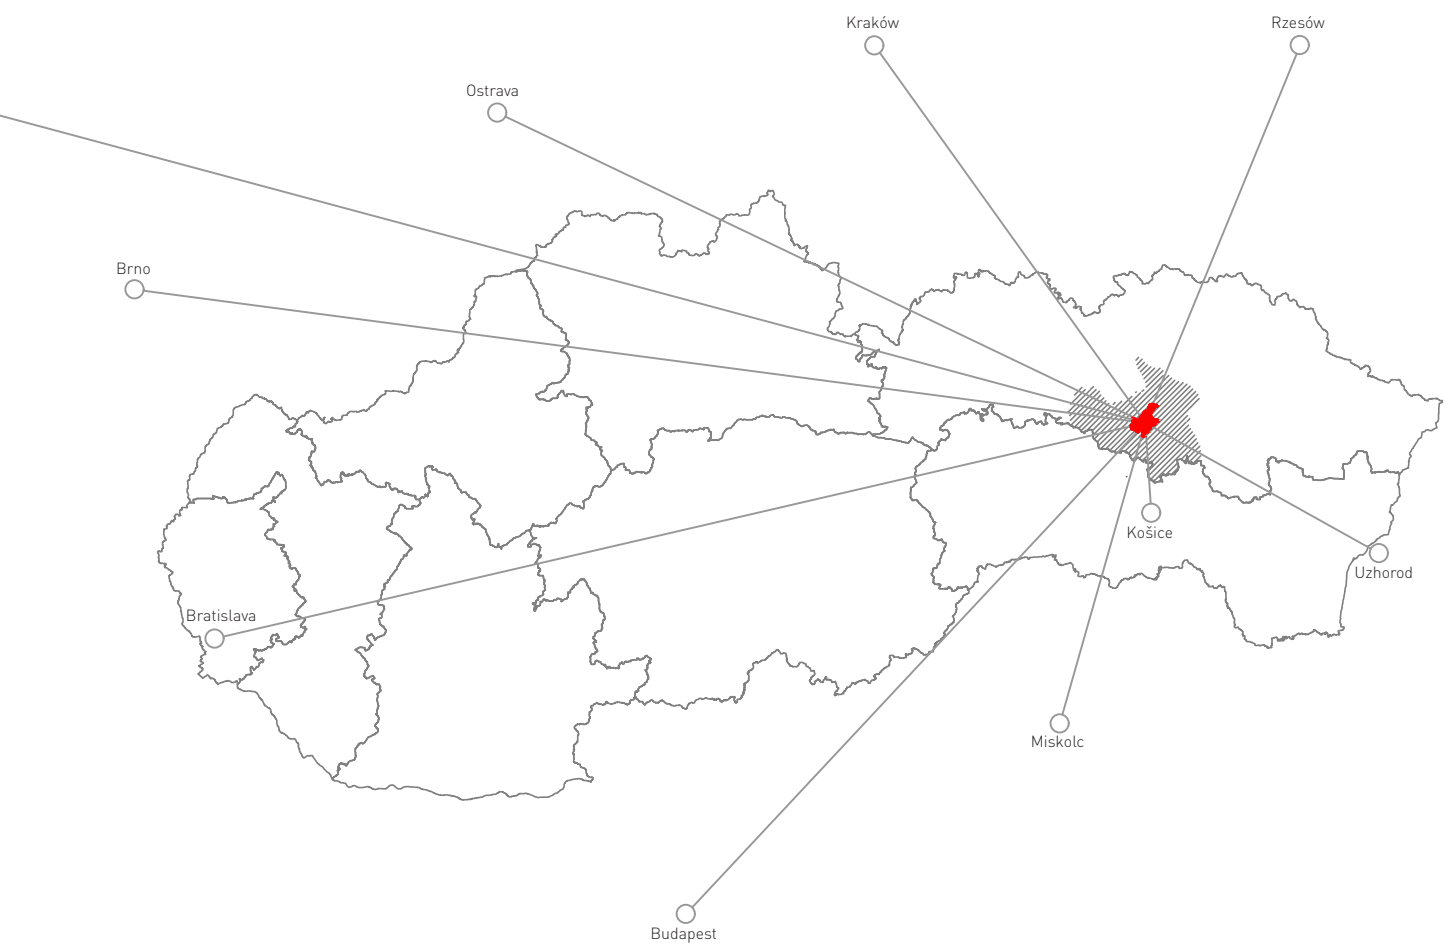 Kraków
Rzesów
Ostrava
Brno
Košice
Uzhorod
Bratislava
Miskolc
Budapest